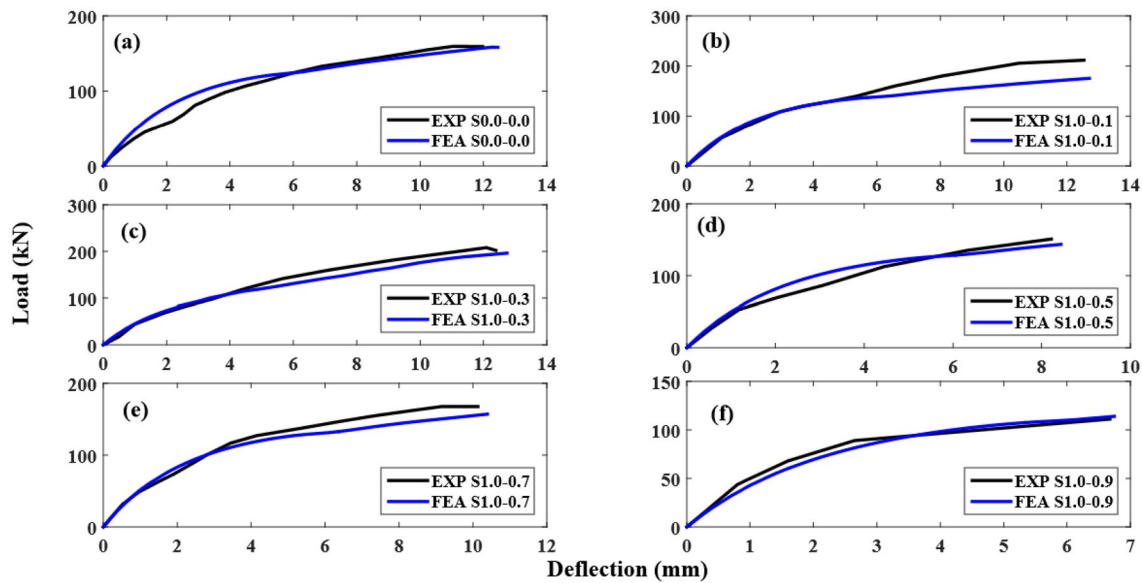 (a)
200
100
0
EXP S0.0-0.0
FEA S0.0-0.0
0 2 4 6 8 10 12 14
(b)
300
200
100
0
EXP S1.0-0.1
FEA S1.0-0.1
0 2 4 6 8 10 12 14
(c)
300
200
100
0
EXP S1.0-0.3
FEA S1.0-0.3
0 2 4 6 8 10 12 14
(d)
200
100
0
EXP S1.0-0.5
FEA S1.0-0.5
0 2 4 6 8 10
(e)
200
100
0
EXP S1.0-0.7
FEA S1.0-0.7
0 2 4 6 8 10 12
(f)
150
100
50
0
EXP S1.0-0.9
FEA S1.0-0.9
0 1 2 3 4 5 6 7
Load (kN)
Deflection (mm)